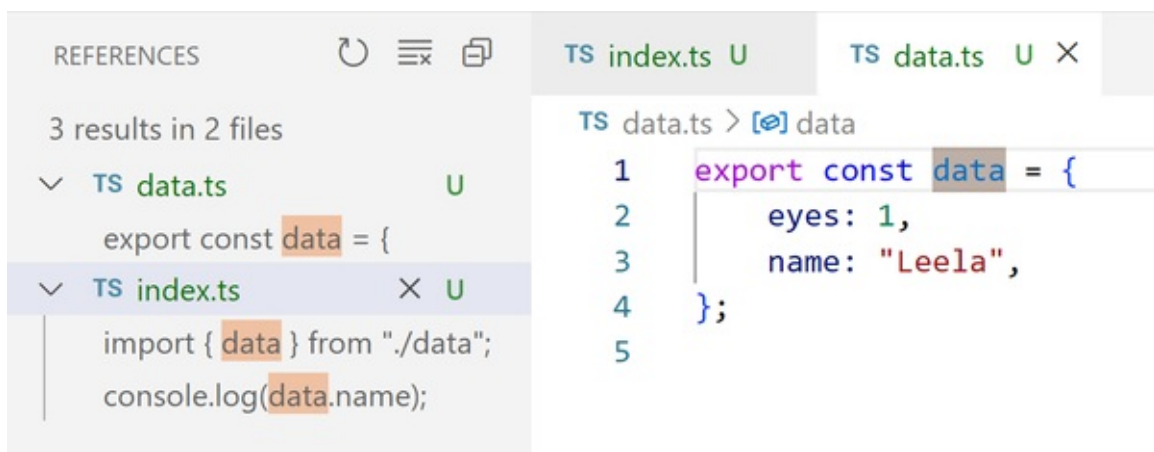 REFERENCES
3 results in 2 files
TS data.ts U
export const data = {
TS index.ts U
import { data } from "./data";
console.log(data.name);
TS index.ts U TS data.ts U
TS data.ts > data
1 export const data = {
2 eyes: 1,
3 name: "Leela",
4 };
5